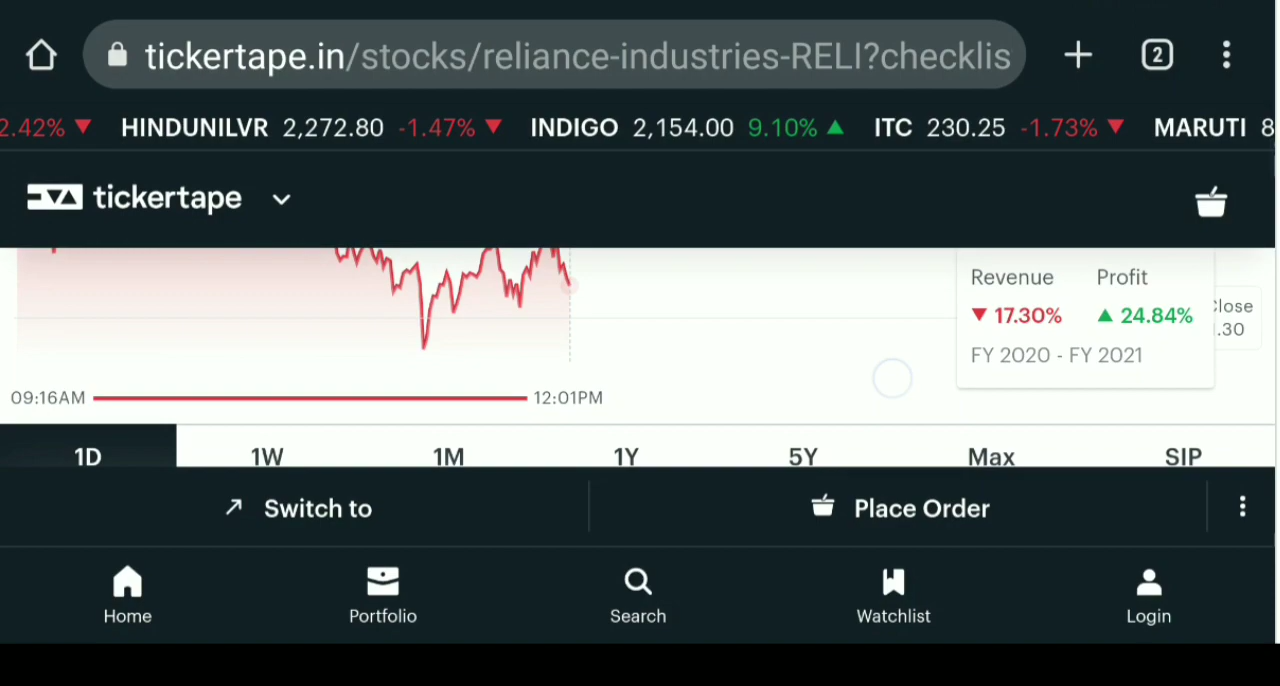 tickertape.in/stocks/reliance-industries-RELI?checklis
2
2.42% ▼ HINDUNILVR 2,272.80 -1.47% ▼ INDIGO 2,154.00 9.10% ▲ ITC 230.25 -1.73% ▼ MARUTI 8
tickertape
Revenue Profit
▼ 17.30% ▲ 24.84%
FY 2020 - FY 2021
Close
.30
09:16AM 12:01PM
1D 1W 1M 1Y 5Y Max SIP
Switch to Place Order
Home Portfolio Search Watchlist Login